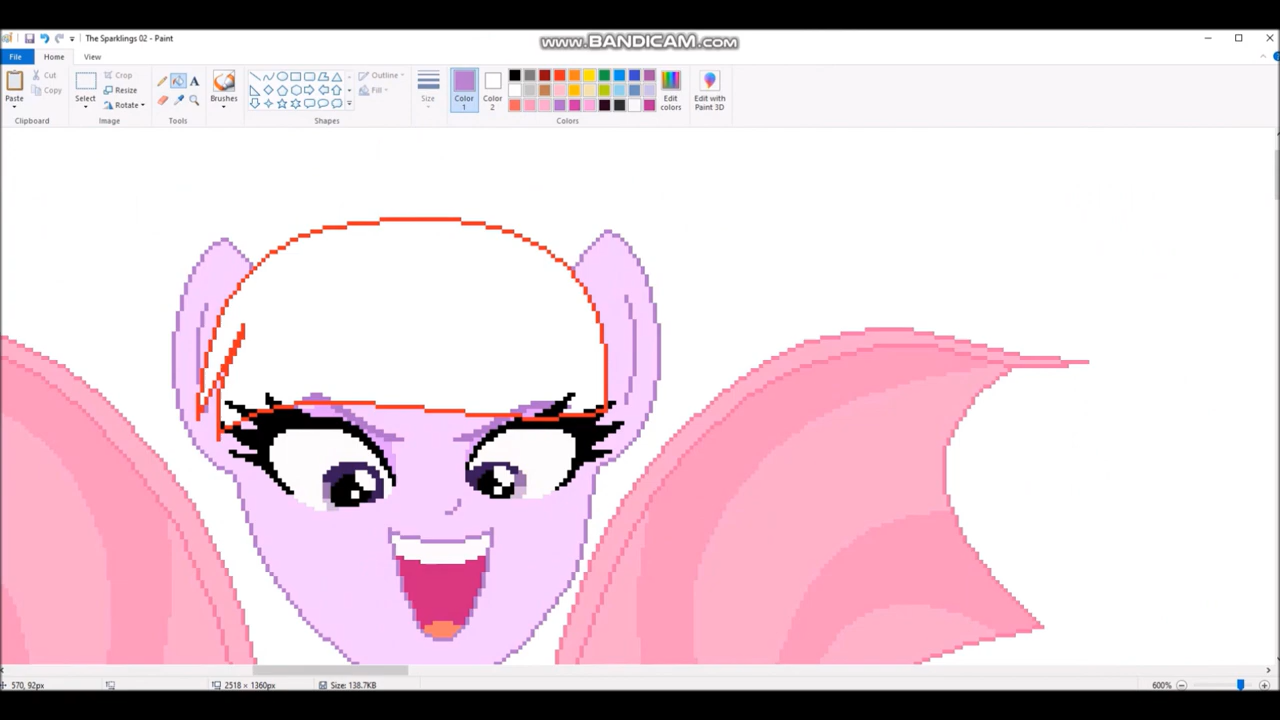 www.BANDICAM.com
The Sparklings 02 - Paint
File Home View
Paste
Cut
Copy
Clipboard
Select
Crop
Resize
Rotate
Image
A
Tools
Brushes
Outline
Fill
Shapes
Size
Color 1
Color 2
Edit colors
Colors
Edit with Paint 3D
570, 92px
2518 × 1360px
Size: 138.7KB
600%